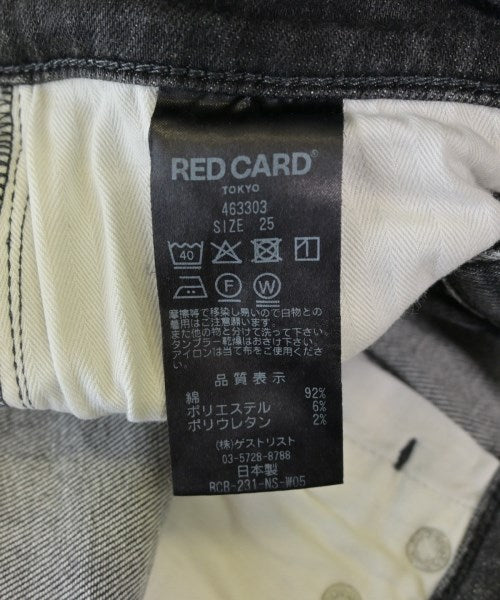 RED CARD®
TOKYO
463303
SIZE 25
40
F W
摩擦等で移染し易いので白物との
着用はご注意願います。
また他の物と分けて洗って下さい。
タンブラー乾燥はおさけ下さい。
アイロンは当て布をご使用くださ
い。
品質表示
綿 92%
ポリエステル 6%
ポリウレタン 2%
(株)ゲストリスト
03-5728-8788
日本製
RCB-231-NS-W05